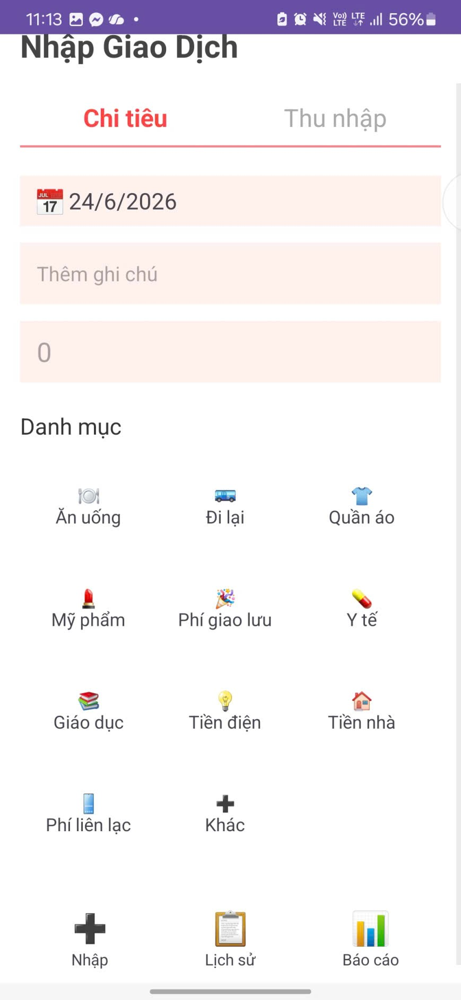 11:13
Vo)) LTE
LTE
56%
Nhập Giao Dịch
Chi tiêu Thu nhập
JUL 17 24/6/2026
Thêm ghi chú
0
Danh mục
Ăn uống Đi lại Quần áo
Mỹ phẩm Phí giao lưu Y tế
Giáo dục Tiền điện Tiền nhà
Phí liên lạc Khác
Nhập Lịch sử Báo cáo